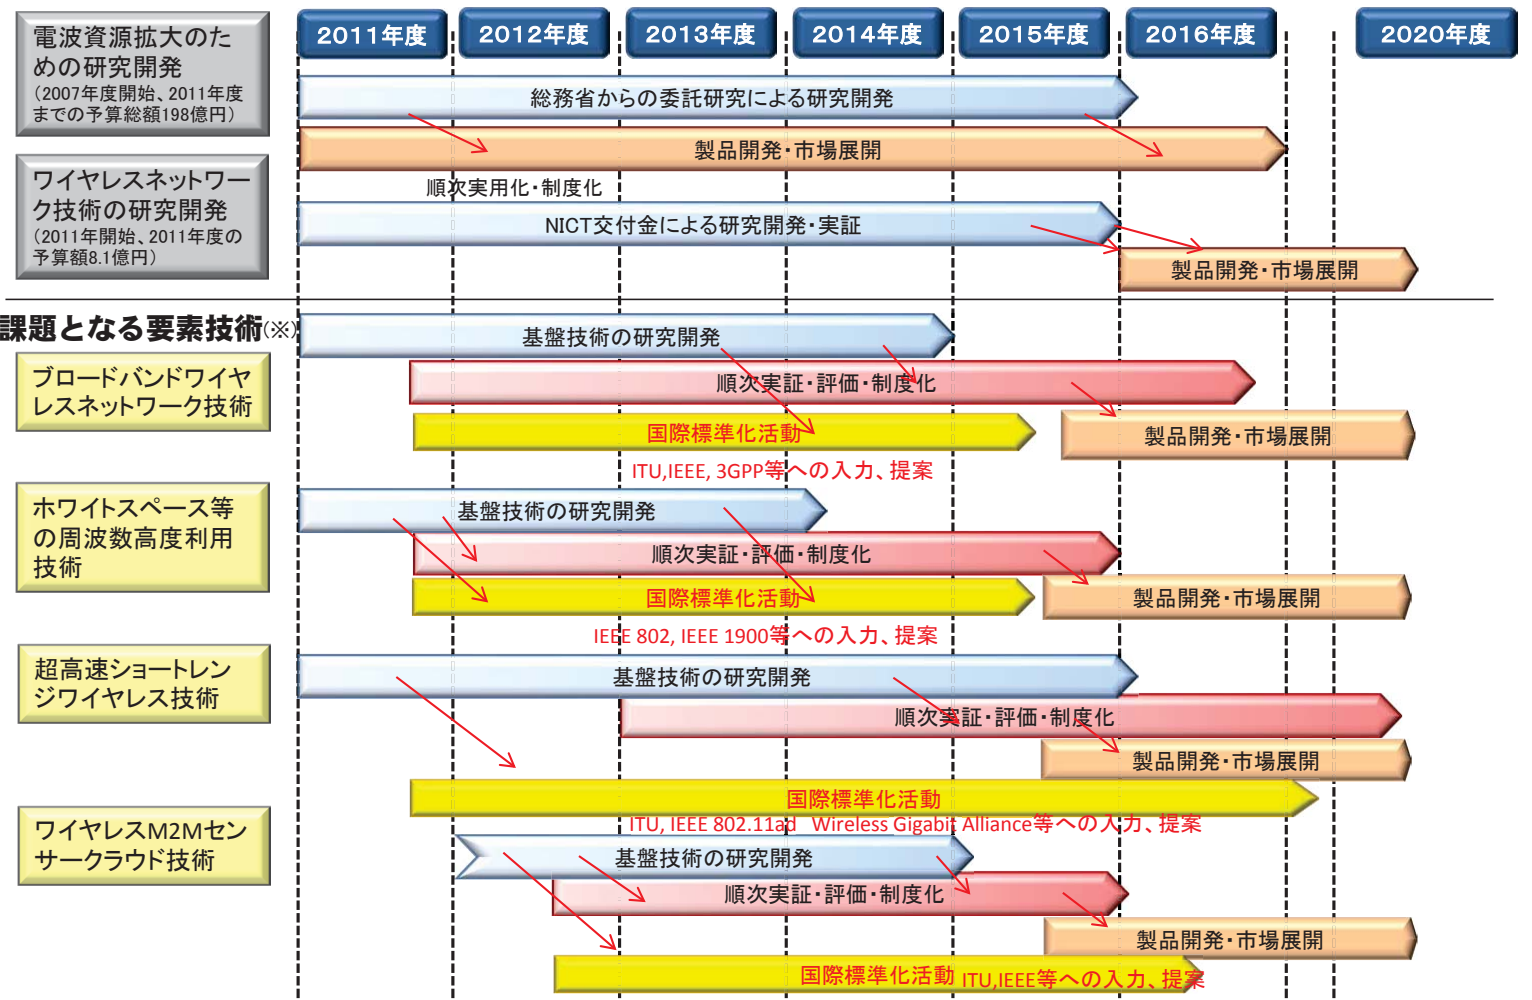 2011年度
2012年度
2013年度
2014年度
2015年度
2016年度
2020年度
電波資源拡大のた
めの研究開発
(2007年度開始、2011年度
までの予算総額198億円)
総務省からの委託研究による研究開発
製品開発・市場展開
順次実用化・制度化
ワイヤレスネットワー
ク技術の研究開発
(2011年開始、2011年度の
予算額8.1億円)
NICT交付金による研究開発・実証
製品開発・市場展開
課題となる要素技術(※)
ブロードバンドワイヤ
レスネットワーク技術
基盤技術の研究開発
順次実証・評価・制度化
国際標準化活動
製品開発・市場展開
ITU,IEEE, 3GPP等への入力、提案
ホワイトスペース等
の周波数高度利用
技術
基盤技術の研究開発
順次実証・評価・制度化
国際標準化活動
製品開発・市場展開
IEEE 802, IEEE 1900等への入力、提案
超高速ショートレン
ジワイヤレス技術
基盤技術の研究開発
順次実証・評価・制度化
製品開発・市場展開
国際標準化活動
ITU, IEEE 802.11ad Wireless Gigabit Alliance等への入力、提案
ワイヤレスM2Mセン
サークラウド技術
基盤技術の研究開発
順次実証・評価・制度化
製品開発・市場展開
国際標準化活動 ITU,IEEE等への入力、提案